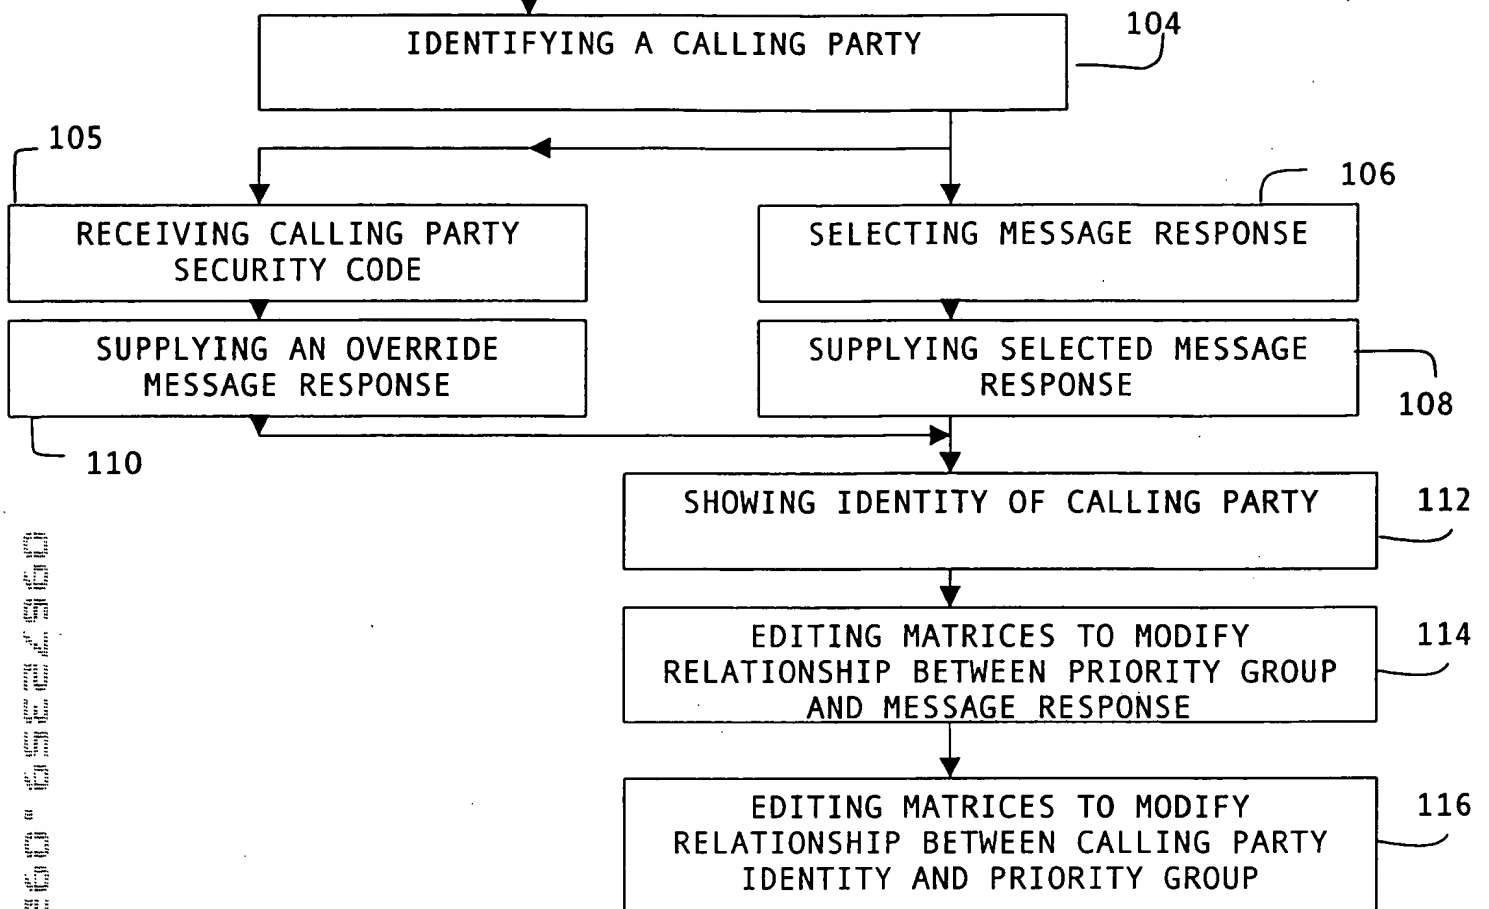 104
IDENTIFYING A CALLING PARTY
105
106
RECEIVING CALLING PARTY
SECURITY CODE
SELECTING MESSAGE RESPONSE
SUPPLYING AN OVERRIDE
MESSAGE RESPONSE
SUPPLYING SELECTED MESSAGE
RESPONSE
108
110
SHOWING IDENTITY OF CALLING PARTY
112
EDITING MATRICES TO MODIFY
RELATIONSHIP BETWEEN PRIORITY GROUP
AND MESSAGE RESPONSE
114
EDITING MATRICES TO MODIFY
RELATIONSHIP BETWEEN CALLING PARTY
IDENTITY AND PRIORITY GROUP
116